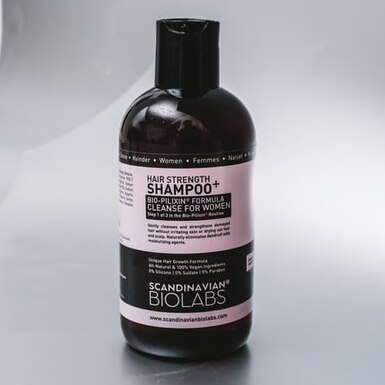 Kvinder • Women • Femmes • Naiset
HAIR STRENGTH
SHAMPOO+
BIO-PILIXIN® FORMULA
CLEANSE FOR WOMEN
Step 1 of 3 in the Bio-Pilixin® Routine
Gently cleanses and strengthens damaged
hair without irritating skin or drying out hair
and scalp. Naturally eliminates dandruff with
moisturising agents.
Unique Hair Growth Formula
All-Natural & 100% Vegan Ingredients
0% Silicone | 0% Sulfate | 0% Paraben
SCANDINAVIAN®
BIOLABS
www.scandinavianbiolabs.com